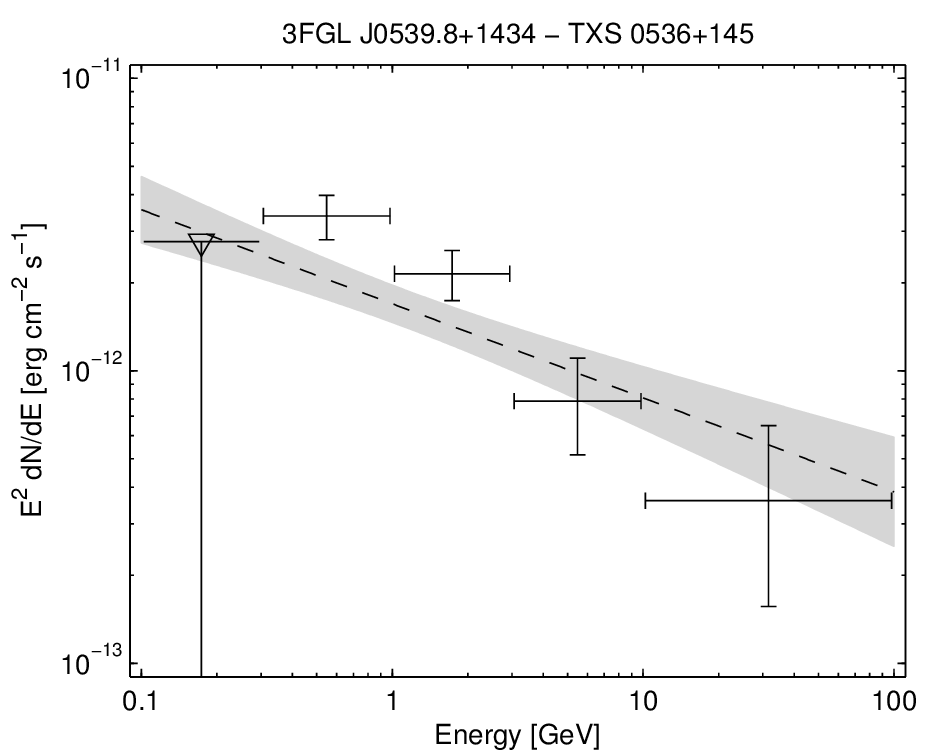 3FGL J0539.8+1434 − TXS 0536+145
10⁻¹¹
10⁻¹²
10⁻¹³
E² dN/dE [erg cm⁻² s⁻¹]
0.1 1 10 100
Energy [GeV]